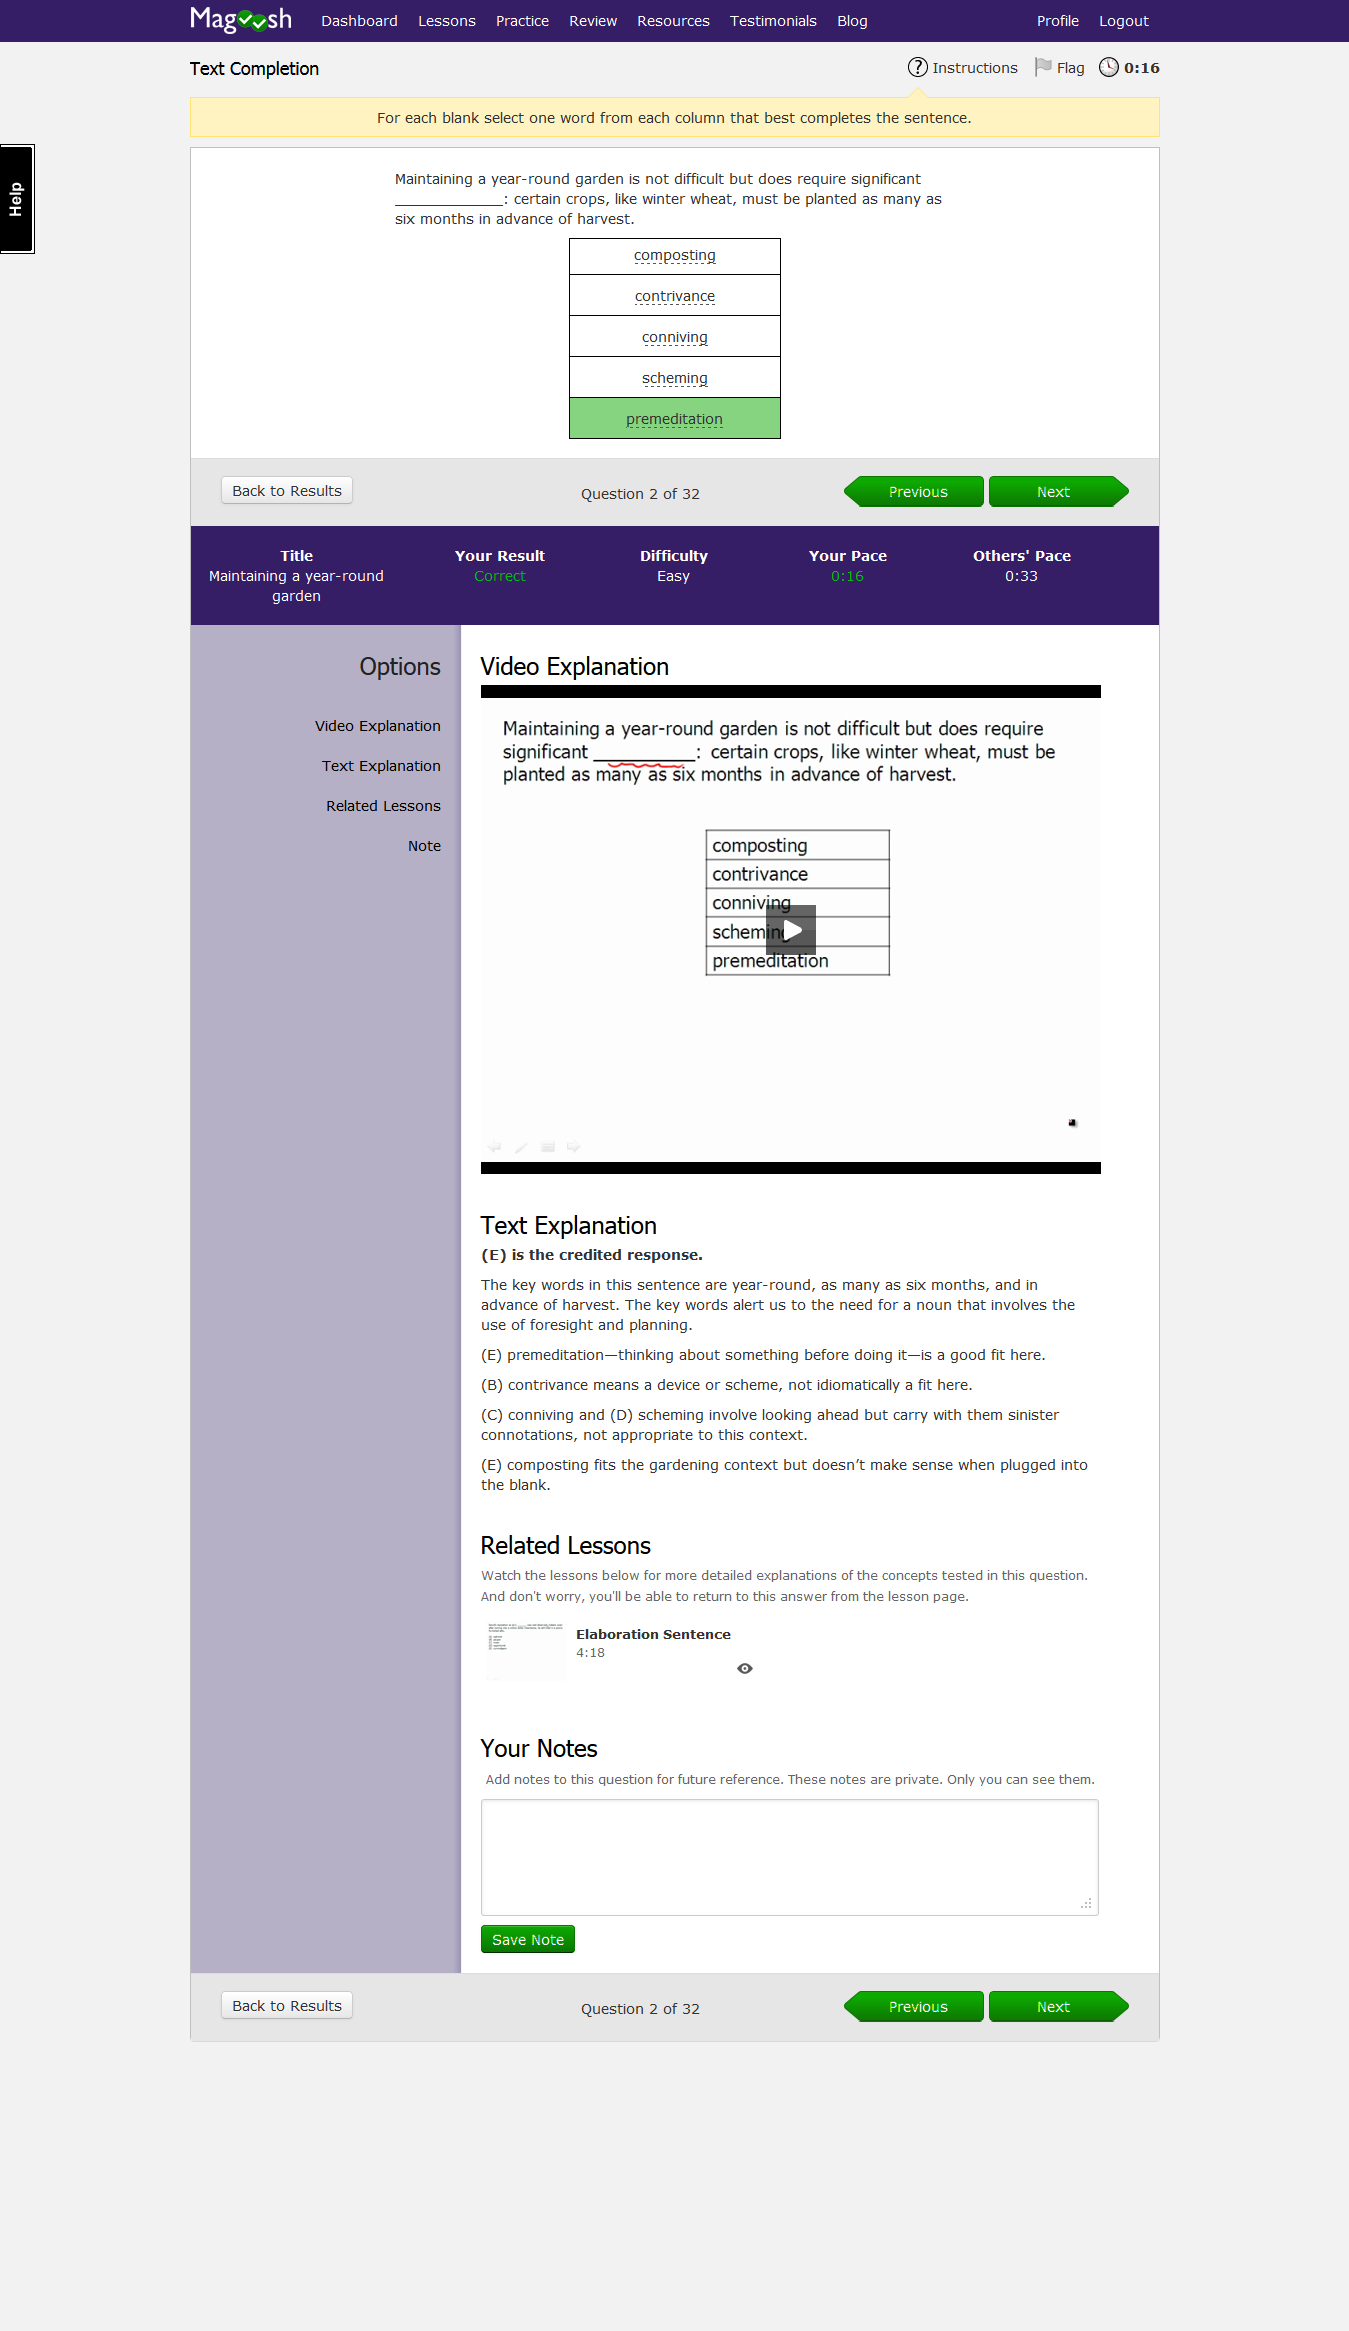 Magoosh Dashboard Lessons Practice Review Resources Testimonials Blog Profile Logout
Text Completion ? Instructions Flag 0:16
For each blank select one word from each column that best completes the sentence.
Help
Maintaining a year-round garden is not difficult but does require significant
____________: certain crops, like winter wheat, must be planted as many as
six months in advance of harvest.
composting
contrivance
conniving
scheming
premeditation
Back to Results Question 2 of 32 Previous Next
Title Your Result Difficulty Your Pace Others' Pace
Maintaining a year-round Correct Easy 0:16 0:33
garden
Options
Video Explanation
Text Explanation
Related Lessons
Note
Video Explanation
Maintaining a year-round garden is not difficult but does require
significant __________: certain crops, like winter wheat, must be
planted as many as six months in advance of harvest.
composting
contrivance
conniving
scheming
premeditation
Text Explanation
(E) is the credited response.
The key words in this sentence are year-round, as many as six months, and in
advance of harvest. The key words alert us to the need for a noun that involves the
use of foresight and planning.
(E) premeditation—thinking about something before doing it—is a good fit here.
(B) contrivance means a device or scheme, not idiomatically a fit here.
(C) conniving and (D) scheming involve looking ahead but carry with them sinister
connotations, not appropriate to this context.
(E) composting fits the gardening context but doesn’t make sense when plugged into
the blank.
Related Lessons
Watch the lessons below for more detailed explanations of the concepts tested in this question.
And don't worry, you'll be able to return to this answer from the lesson page.
Elaboration Sentence
4:18
Your Notes
Add notes to this question for future reference. These notes are private. Only you can see them.
Save Note
Back to Results Question 2 of 32 Previous Next